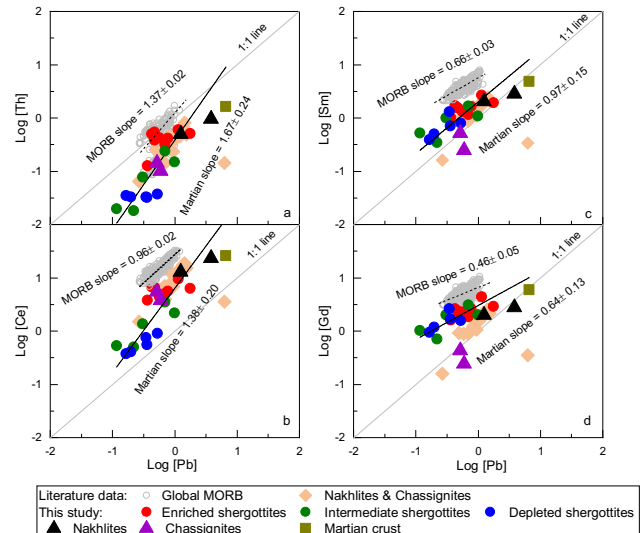 2
1
0
-1
-2
Log [Th]
MORB slope = 1.37± 0.02
Martian slope = 1.67± 0.24
1:1 line
a
2
1
0
-1
-2
Log [Sm]
MORB slope = 0.66 ± 0.03
Martian slope = 0.97± 0.15
1:1 line
c
2
1
0
-1
-2
Log [Ce]
MORB slope = 0.96 ± 0.02
Martian slope = 1.38± 0.20
1:1 line
b
-2 -1 0 1 2
Log [Pb]
2
1
0
-1
-2
Log [Gd]
MORB slope = 0.46 ± 0.05
Martian slope = 0.64± 0.13
1:1 line
d
-2 -1 0 1 2
Log [Pb]
Literature data: Global MORB Nakhlites & Chassignites
This study: Enriched shergottites Intermediate shergottites Depleted shergottites
Nakhlites Chassignites Martian crust